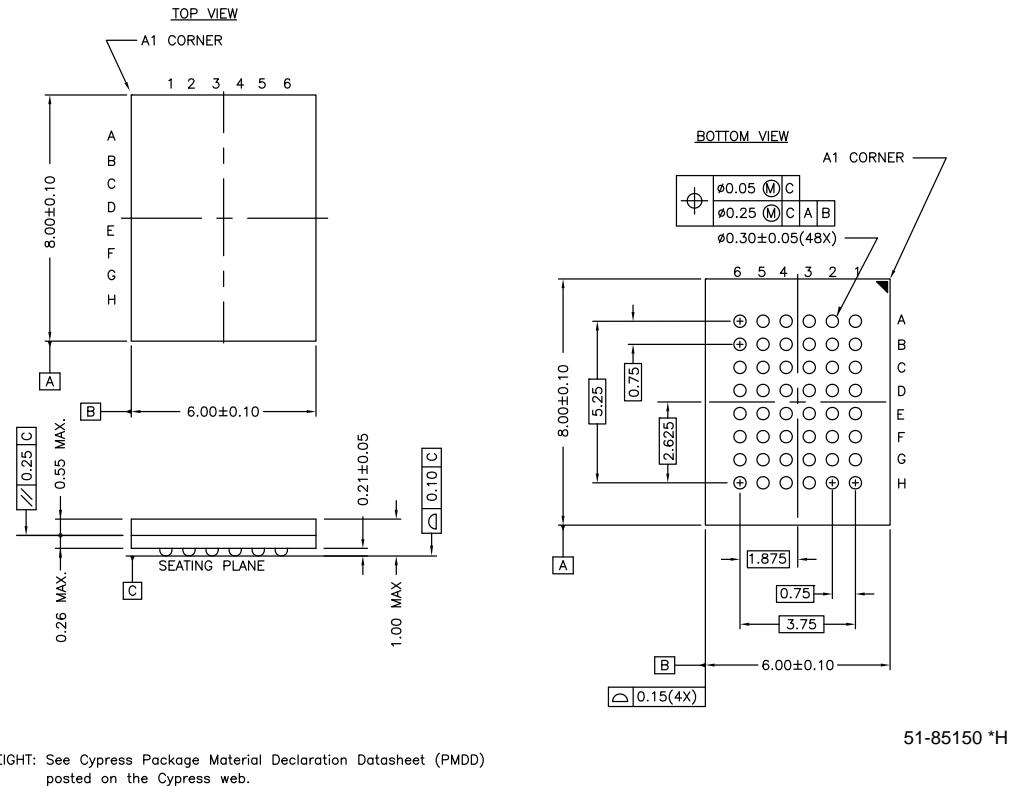 TOP VIEW
A1 CORNER
1 2 3 4 5 6
A
B
C
D
E
F
G
H
8.00±0.10
A
B
6.00±0.10
// 0.25 C
0.55 MAX.
0.21±0.05
0.10 C
SEATING PLANE
C
0.26 MAX.
1.00 MAX
BOTTOM VIEW
A1 CORNER
ø0.05 Ⓜ C
ø0.25 Ⓜ C A B
ø0.30±0.05(48X)
6 5 4 3 2 1
A
B
C
D
E
F
G
H
8.00±0.10
5.25
0.75
2.625
A
1.875
0.75
3.75
B
6.00±0.10
0.15(4X)
51-85150 *H
EIGHT: See Cypress Package Material Declaration Datasheet (PMDD)
posted on the Cypress web.